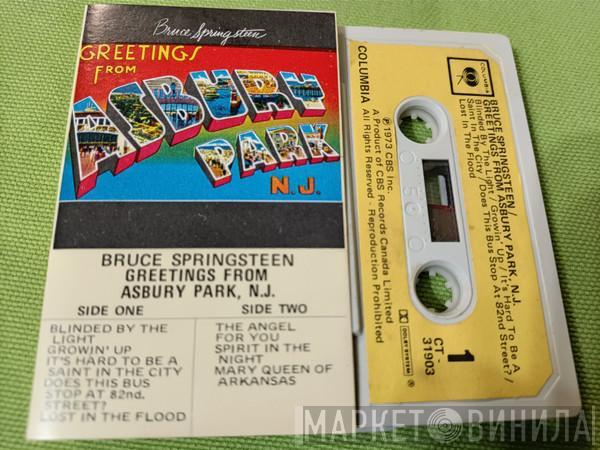 Bruce Springsteen
GREETINGS
FROM
ASBURY
PARK
N.J.
BRUCE SPRINGSTEEN
GREETINGS FROM
ASBURY PARK, N.J.
SIDE ONE
BLINDED BY THE
LIGHT
GROWIN' UP
IT'S HARD TO BE A
SAINT IN THE CITY
DOES THIS BUS
STOP AT 82nd.
STREET?
LOST IN THE FLOOD
SIDE TWO
THE ANGEL
FOR YOU
SPIRIT IN THE
NIGHT
MARY QUEEN OF
ARKANSAS
COLUMBIA
BRUCE SPRINGSTEEN/
GREETINGS FROM ASBURY PARK, N.J.
Blinded By The Light / Growin' Up / It's Hard To Be A
Saint In The City / Does This Bus Stop At 82nd Street? /
Lost In The Flood
50 0
1
CT-
31903
DOLBY SYSTEM
℗ 1973 CBS Inc.
A Product of CBS Records Canada Limited
All Rights Reserved - Reproduction Prohibited
COLUMBIA
МАРКЕТ ВИНИЛА